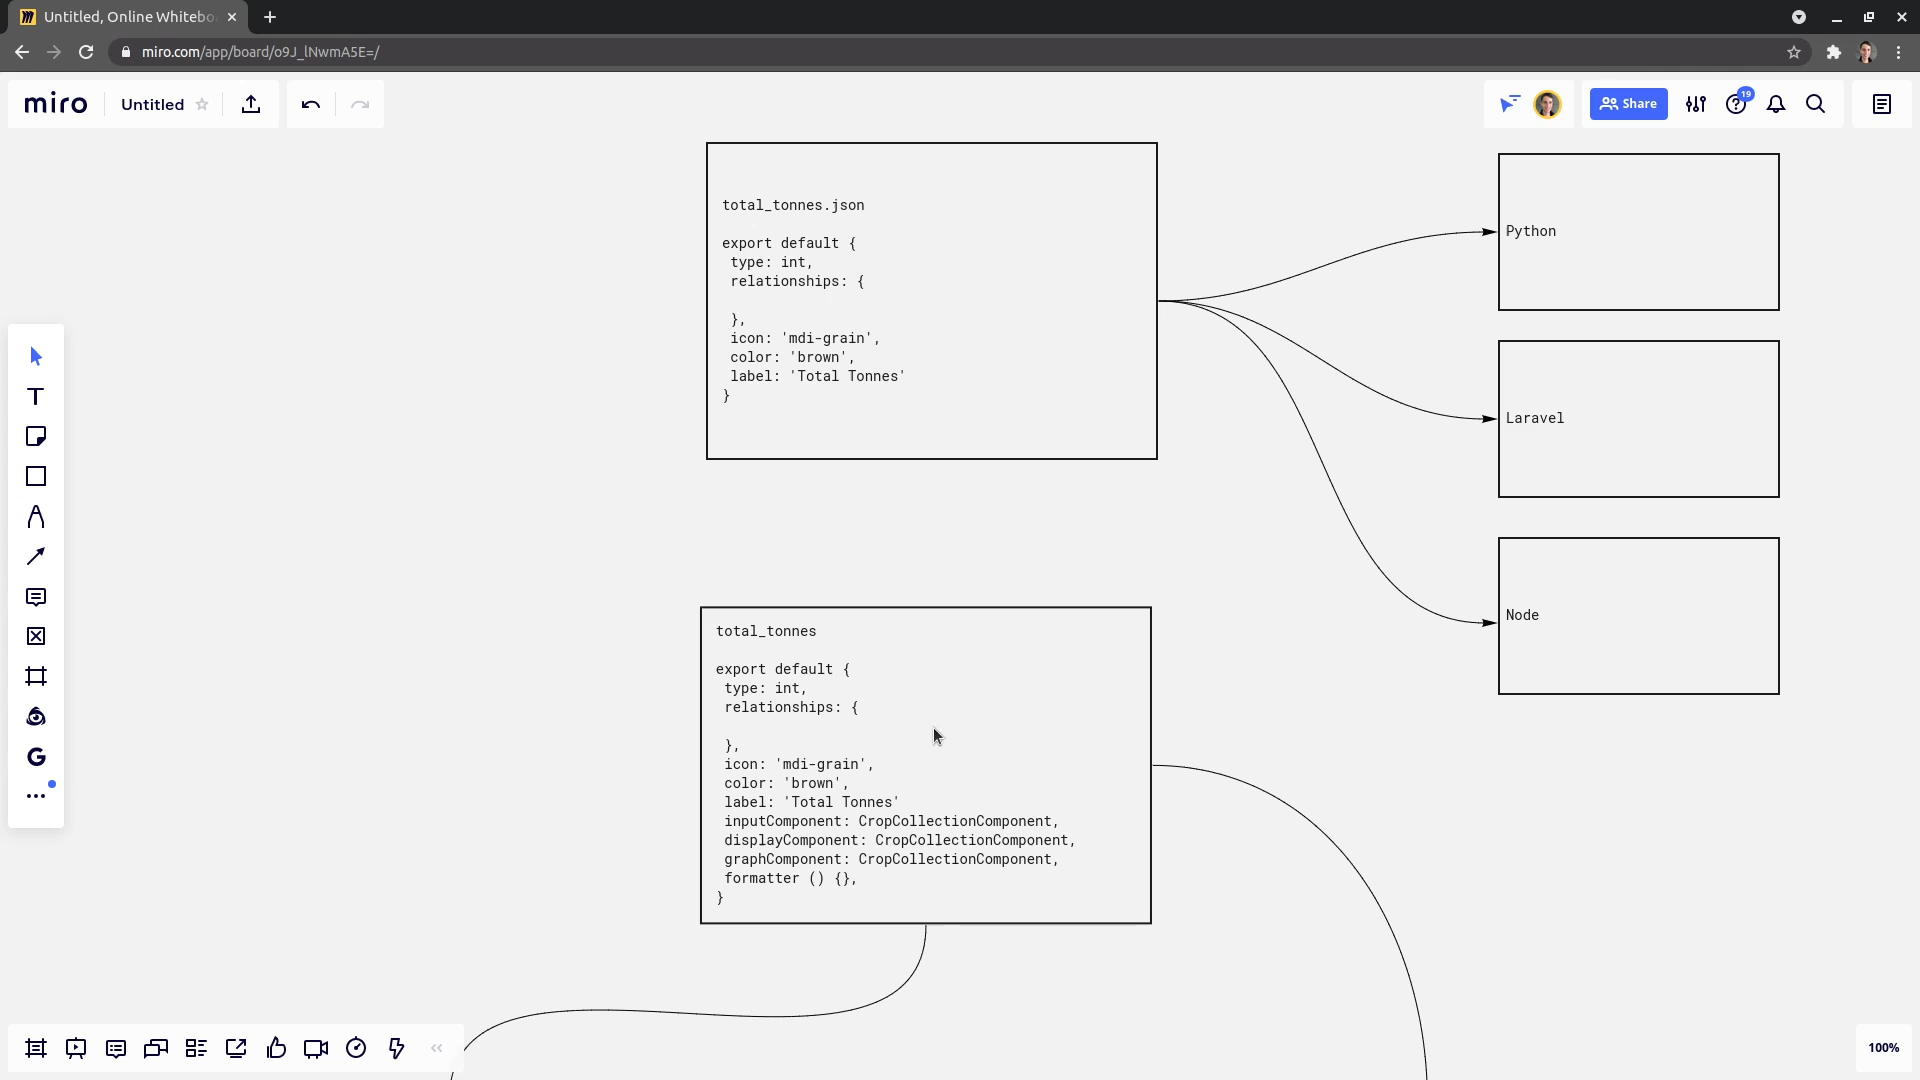 Untitled, Online Whitebo
miro.com/app/board/o9J_lNwmA5E=/
miro
Untitled
Share
19
total_tonnes.json
export default {
type: int,
relationships: {
},
icon: 'mdi-grain',
color: 'brown',
label: 'Total Tonnes'
}
Python
Laravel
Node
total_tonnes
export default {
type: int,
relationships: {
},
icon: 'mdi-grain',
color: 'brown',
label: 'Total Tonnes'
inputComponent: CropCollectionComponent,
displayComponent: CropCollectionComponent,
graphComponent: CropCollectionComponent,
formatter () {},
}
100%